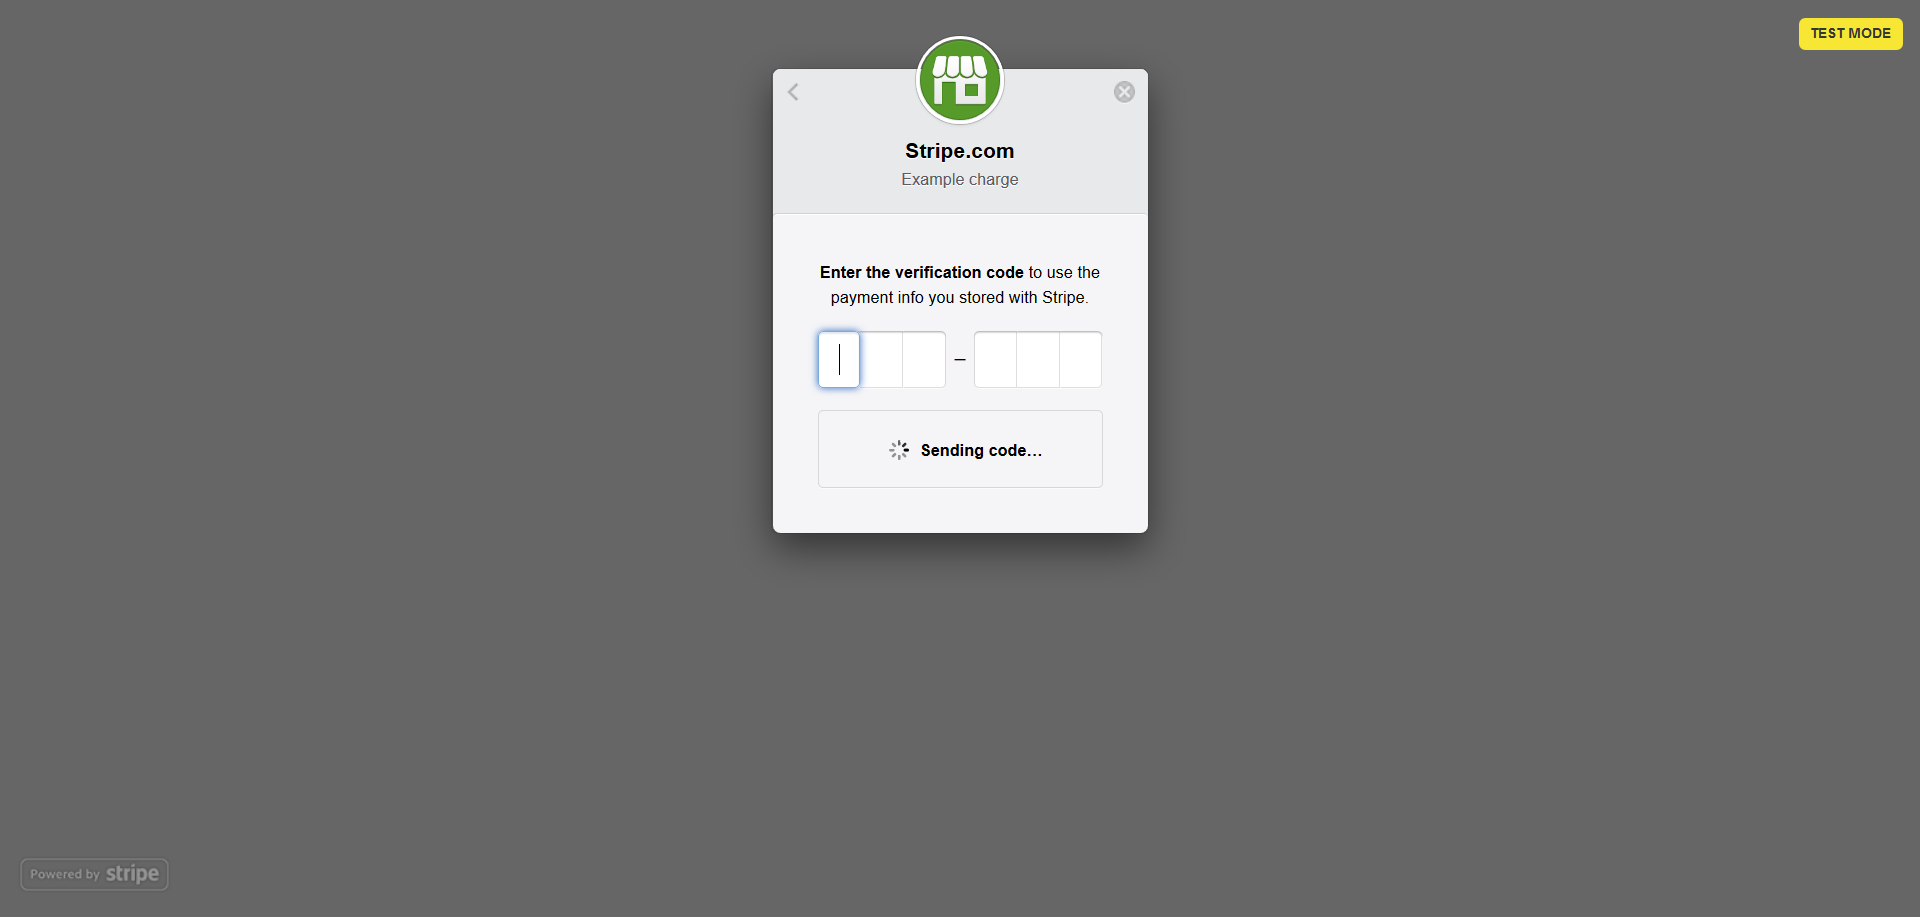 TEST MODE
Stripe.com
Example charge
Enter the verification code to use the
payment info you stored with Stripe.
–
Sending code...
Powered by stripe